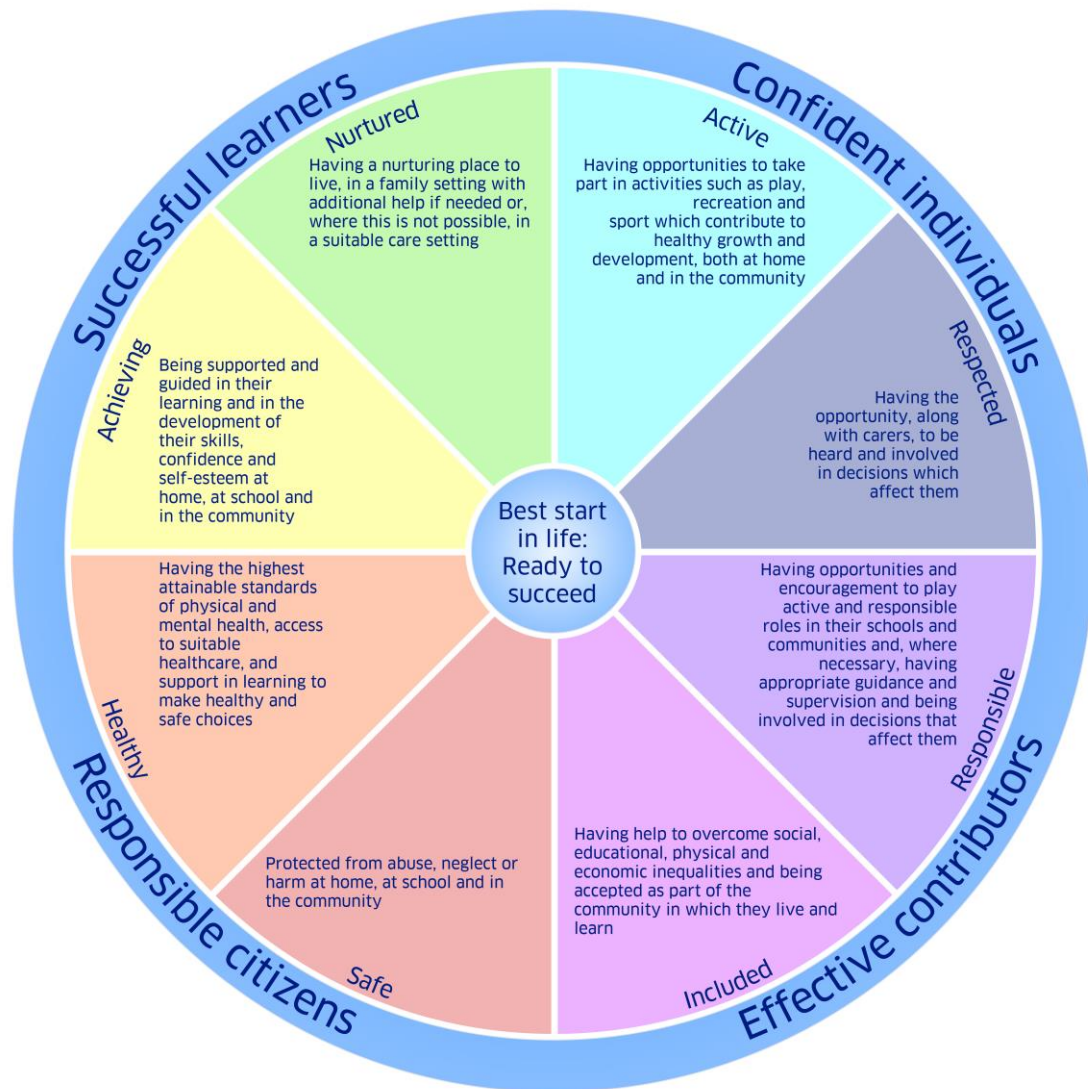 Successful learners
Confident individuals
Nurtured
Having a nurturing place to
live, in a family setting with
additional help if needed or,
where this is not possible, in
a suitable care setting
Active
Having opportunities to take
part in activities such as play,
recreation and
sport which contribute to
healthy growth and
development, both at home
and in the community
Achieving
Being supported and
guided in their
learning and in the
development of
their skills,
confidence and
self-esteem at
home, at school and
in the community
Respected
Having the
opportunity, along
with carers, to be
heard and involved
in decisions which
affect them
Best start
in life:
Ready to
succeed
Healthy
Having the highest
attainable standards
of physical and
mental health, access
to suitable
healthcare, and
support in learning to
make healthy and
safe choices
Responsible
Having opportunities and
encouragement to play
active and responsible
roles in their schools and
communities and, where
necessary, having
appropriate guidance and
supervision and being
involved in decisions that
affect them
Safe
Protected from abuse, neglect or
harm at home, at school and in
the community
Included
Having help to overcome social,
educational, physical and
economic inequalities and being
accepted as part of the
community in which they live and
learn
Responsible citizens
Effective contributors